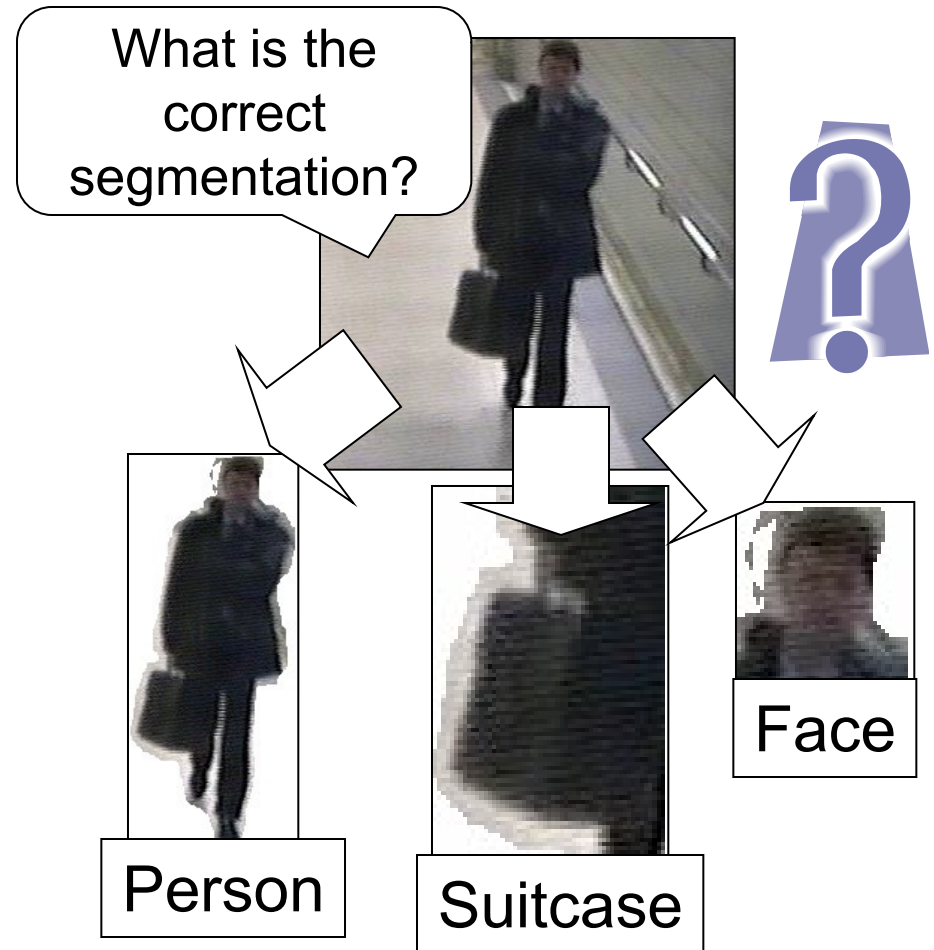 What is the
correct
segmentation?
?
Person
Suitcase
Face